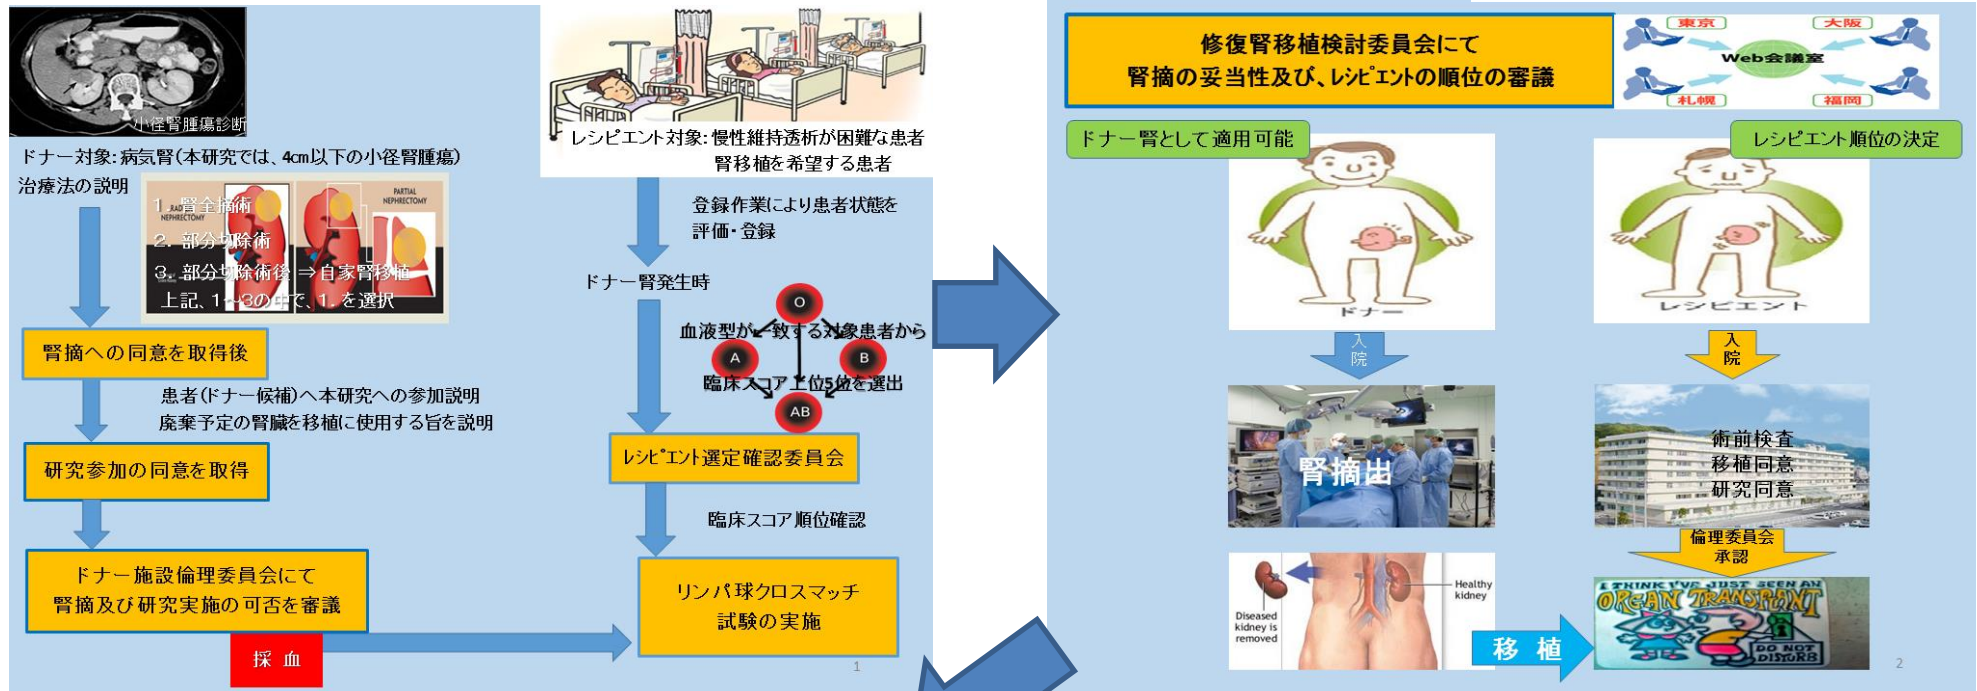 小径腎腫瘍診断
ドナー対象：病気腎（本研究では、4cm以下の小径腎腫瘍）
治療法の説明
RADICAL
NEPHRECTOMY
PARTIAL
NEPHRECTOMY
1. 腎全摘術
2. 部分切除術
3. 部分切除術後 ⇒自家腎移植
上記、1～3の中で、1. を選択
腎摘への同意を取得後
患者（ドナー候補）へ本研究への参加説明
廃棄予定の腎臓を移植に使用する旨を説明
研究参加の同意を取得
ドナー施設倫理委員会にて
腎摘及び研究実施の可否を審議
採 血
レシピエント対象：慢性維持透析が困難な患者
腎移植を希望する患者
登録作業により患者状態を
評価・登録
ドナー腎発生時
O
血液型が一致する対象患者から
A
B
臨床スコア上位5位を選出
AB
レシピエント選定確認委員会
臨床スコア順位確認
リンパ球クロスマッチ
試験の実施
1
修復腎移植検討委員会にて
腎摘の妥当性及び、レシピエントの順位の審議
東京
大阪
Web会議室
札幌
福岡
ドナー腎として適用可能
レシピエント順位の決定
ドナー
レシピエント
入院
入院
腎摘出
術前検査
移植同意
研究同意
倫理委員会
承認
Healthy
kidney
Diseased
kidney is
removed
移 植
I THINK I'VE JUST SEEN AN
ORGAN TRANSPANT
DO NOT
DISTURB
2